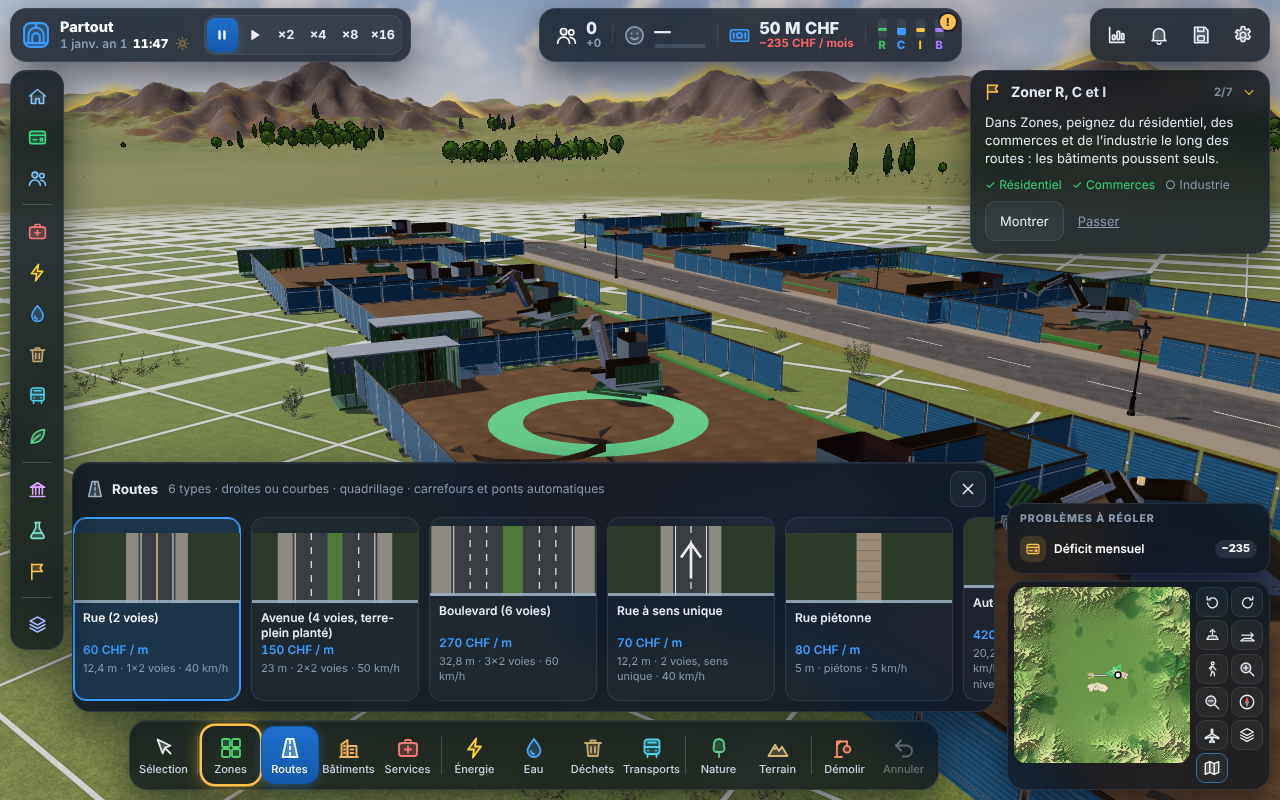 Partout
1 janv. an 1 11:47
×2 ×4 ×8 ×16
0
+0
—
50 M CHF
−235 CHF / mois
R C I B
!
Zoner R, C et I 2/7
Dans Zones, peignez du résidentiel, des
commerces et de l'industrie le long des
routes : les bâtiments poussent seuls.
✓ Résidentiel ✓ Commerces ○ Industrie
Montrer Passer
Routes 6 types · droites ou courbes · quadrillage · carrefours et ponts automatiques
Rue (2 voies)
60 CHF / m
12,4 m · 1×2 voies · 40 km/h
Avenue (4 voies, terre-
plein planté)
150 CHF / m
23 m · 2×2 voies · 50 km/h
Boulevard (6 voies)
270 CHF / m
32,8 m · 3×2 voies · 60
km/h
Rue à sens unique
70 CHF / m
12,2 m · 2 voies, sens
unique · 40 km/h
Rue piétonne
80 CHF / m
5 m · piétons · 5 km/h
Aut
420
20,2
km/
nive
PROBLÈMES À RÉGLER
Déficit mensuel −235
Sélection Zones Routes Bâtiments Services Énergie Eau Déchets Transports Nature Terrain Démolir Annuler